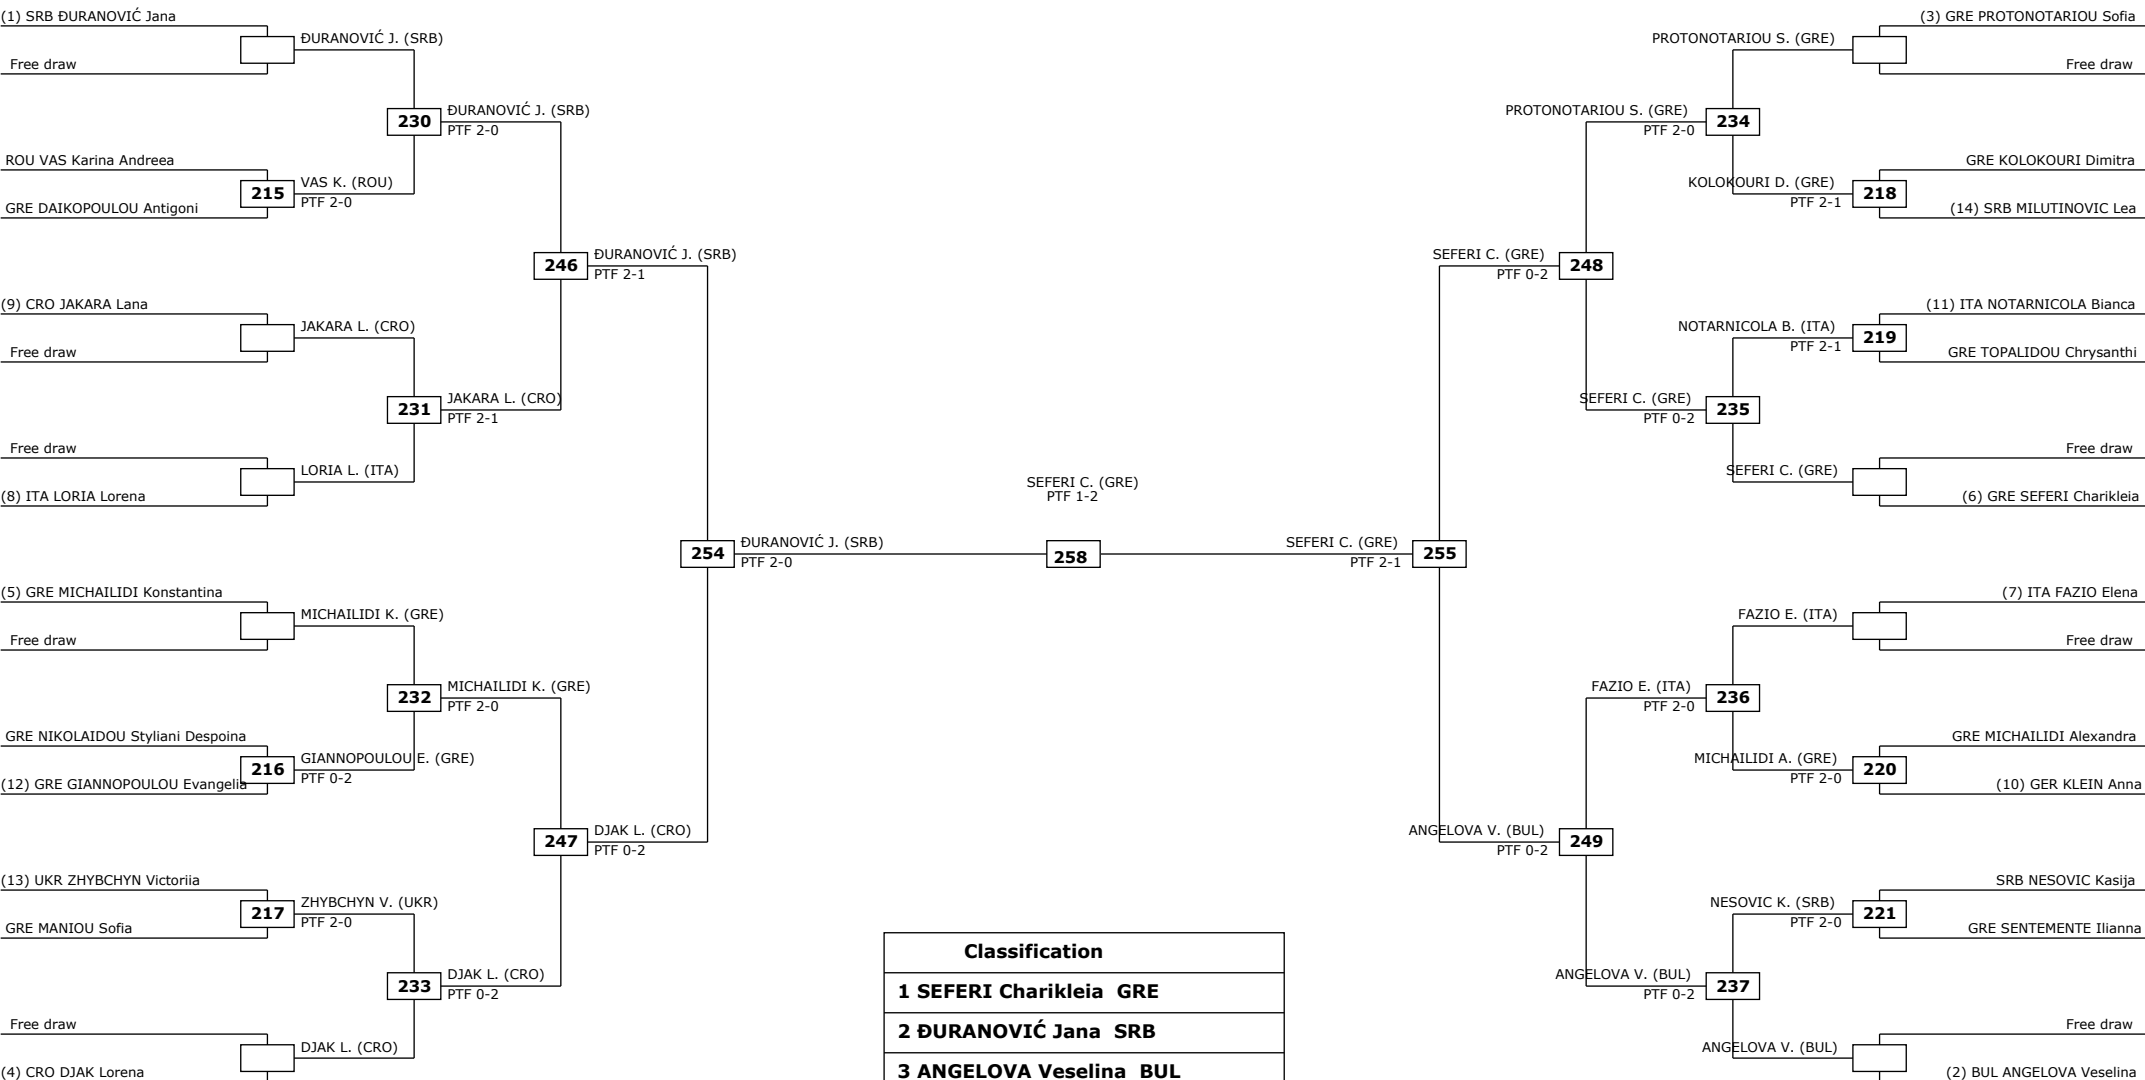 (1) SRB ĐURANOVIĆ Jana
ĐURANOVIĆ J. (SRB)
Free draw
230
ĐURANOVIĆ J. (SRB)
PTF 2-0
ROU VAS Karina Andreea
215
VAS K. (ROU)
PTF 2-0
GRE DAIKOPOULOU Antigoni
246
ĐURANOVIĆ J. (SRB)
PTF 2-1
(9) CRO JAKARA Lana
JAKARA L. (CRO)
Free draw
231
JAKARA L. (CRO)
PTF 2-1
Free draw
LORIA L. (ITA)
(8) ITA LORIA Lorena
254
ĐURANOVIĆ J. (SRB)
PTF 2-0
(5) GRE MICHAILIDI Konstantina
MICHAILIDI K. (GRE)
Free draw
232
MICHAILIDI K. (GRE)
PTF 2-0
GRE NIKOLAIDOU Styliani Despoina
216
GIANNOPOULOU E. (GRE)
PTF 0-2
(12) GRE GIANNOPOULOU Evangelia
247
DJAK L. (CRO)
PTF 0-2
(13) UKR ZHYBCHYN Victoriia
217
ZHYBCHYN V. (UKR)
PTF 2-0
GRE MANIOU Sofia
233
DJAK L. (CRO)
PTF 0-2
Free draw
DJAK L. (CRO)
(4) CRO DJAK Lorena
SEFERI C. (GRE)
PTF 1-2
258
(3) GRE PROTONOTARIOU Sofia
PROTONOTARIOU S. (GRE)
Free draw
PROTONOTARIOU S. (GRE)
PTF 2-0
234
GRE KOLOKOURI Dimitra
KOLOKOURI D. (GRE)
PTF 2-1
218
(14) SRB MILUTINOVIC Lea
SEFERI C. (GRE)
PTF 0-2
248
(11) ITA NOTARNICOLA Bianca
NOTARNICOLA B. (ITA)
PTF 2-1
219
GRE TOPALIDOU Chrysanthi
SEFERI C. (GRE)
PTF 0-2
235
Free draw
SEFERI C. (GRE)
(6) GRE SEFERI Charikleia
SEFERI C. (GRE)
PTF 2-1
255
(7) ITA FAZIO Elena
FAZIO E. (ITA)
Free draw
FAZIO E. (ITA)
PTF 2-0
236
GRE MICHAILIDI Alexandra
MICHAILIDI A. (GRE)
PTF 2-0
220
(10) GER KLEIN Anna
ANGELOVA V. (BUL)
PTF 0-2
249
SRB NESOVIC Kasija
NESOVIC K. (SRB)
PTF 2-0
221
GRE SENTEMENTE Ilianna
ANGELOVA V. (BUL)
PTF 0-2
237
Free draw
ANGELOVA V. (BUL)
(2) BUL ANGELOVA Veselina
Classification
1 SEFERI Charikleia GRE
2 ĐURANOVIĆ Jana SRB
3 ANGELOVA Veselina BUL